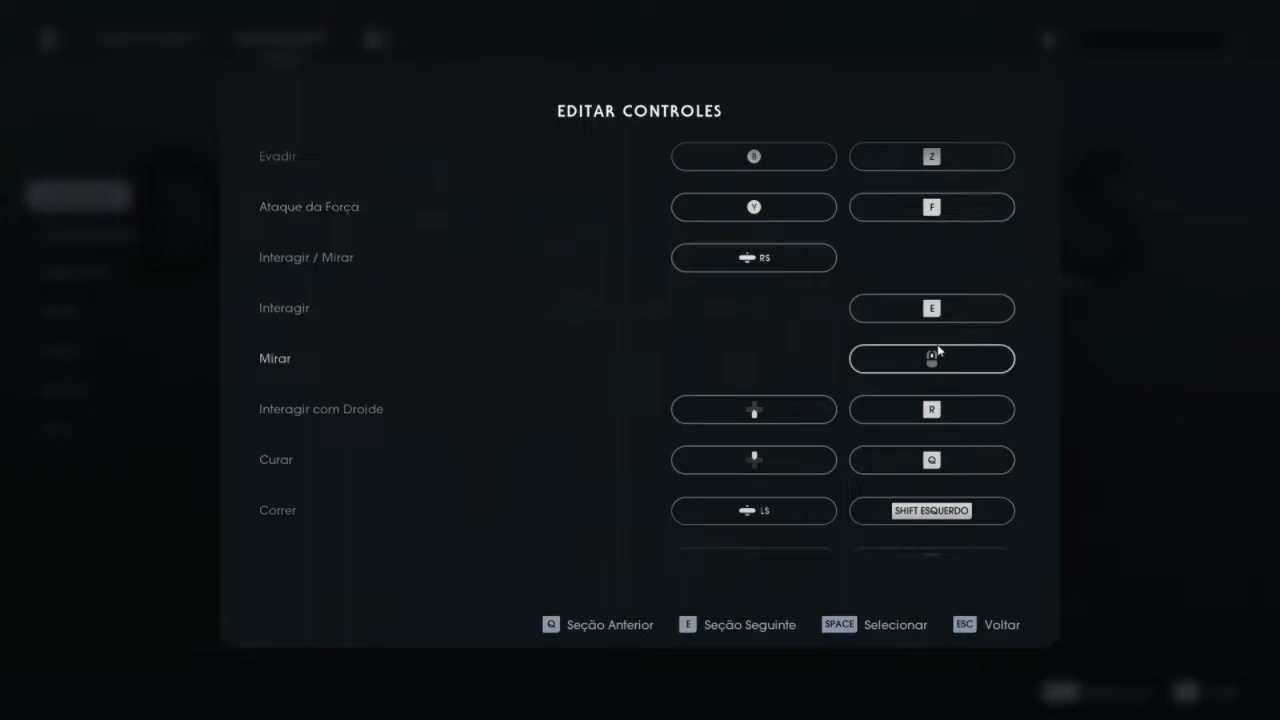 EDITAR CONTROLES
Evadir B Z
Ataque da Força Y F
Interagir / Mirar RS
Interagir E
Mirar
Interagir com Droide R
Curar Q
Correr LS SHIFT ESQUERDO
Q Seção Anterior E Seção Seguinte SPACE Selecionar ESC Voltar